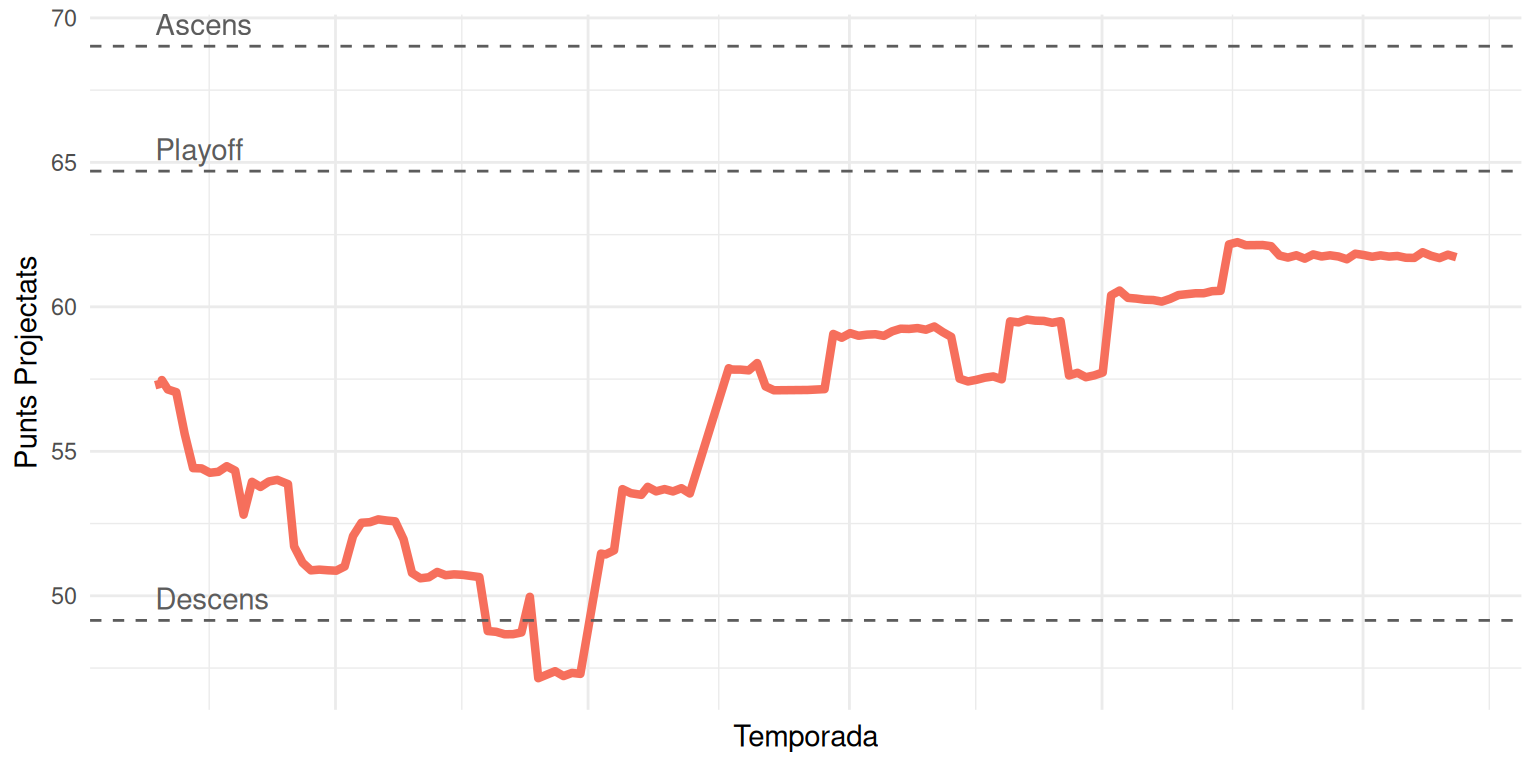 70
Ascens
Playoff
65
Punts Projectats
60
55
Descens
50
Temporada